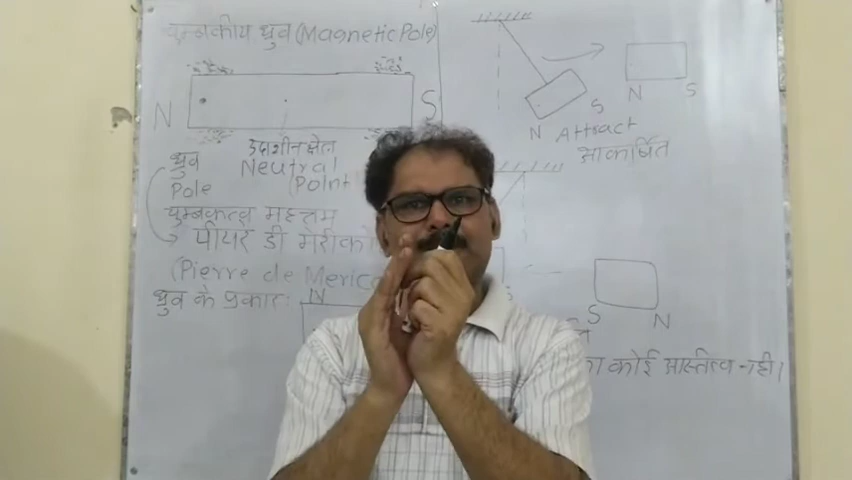 चुम्बकीय ध्रुव (Magnetic Pole)
N S
उदाशीन क्षेत्र
ध्रुव Neutral
Pole (Point
चुम्बकत्व महत्तम
पीयरे डी मेरीको
(Pierre de Merico
ध्रुव के प्रकार N
N S
N S
Attract
आकर्षित
S N
का कोई अस्तित्व नही।